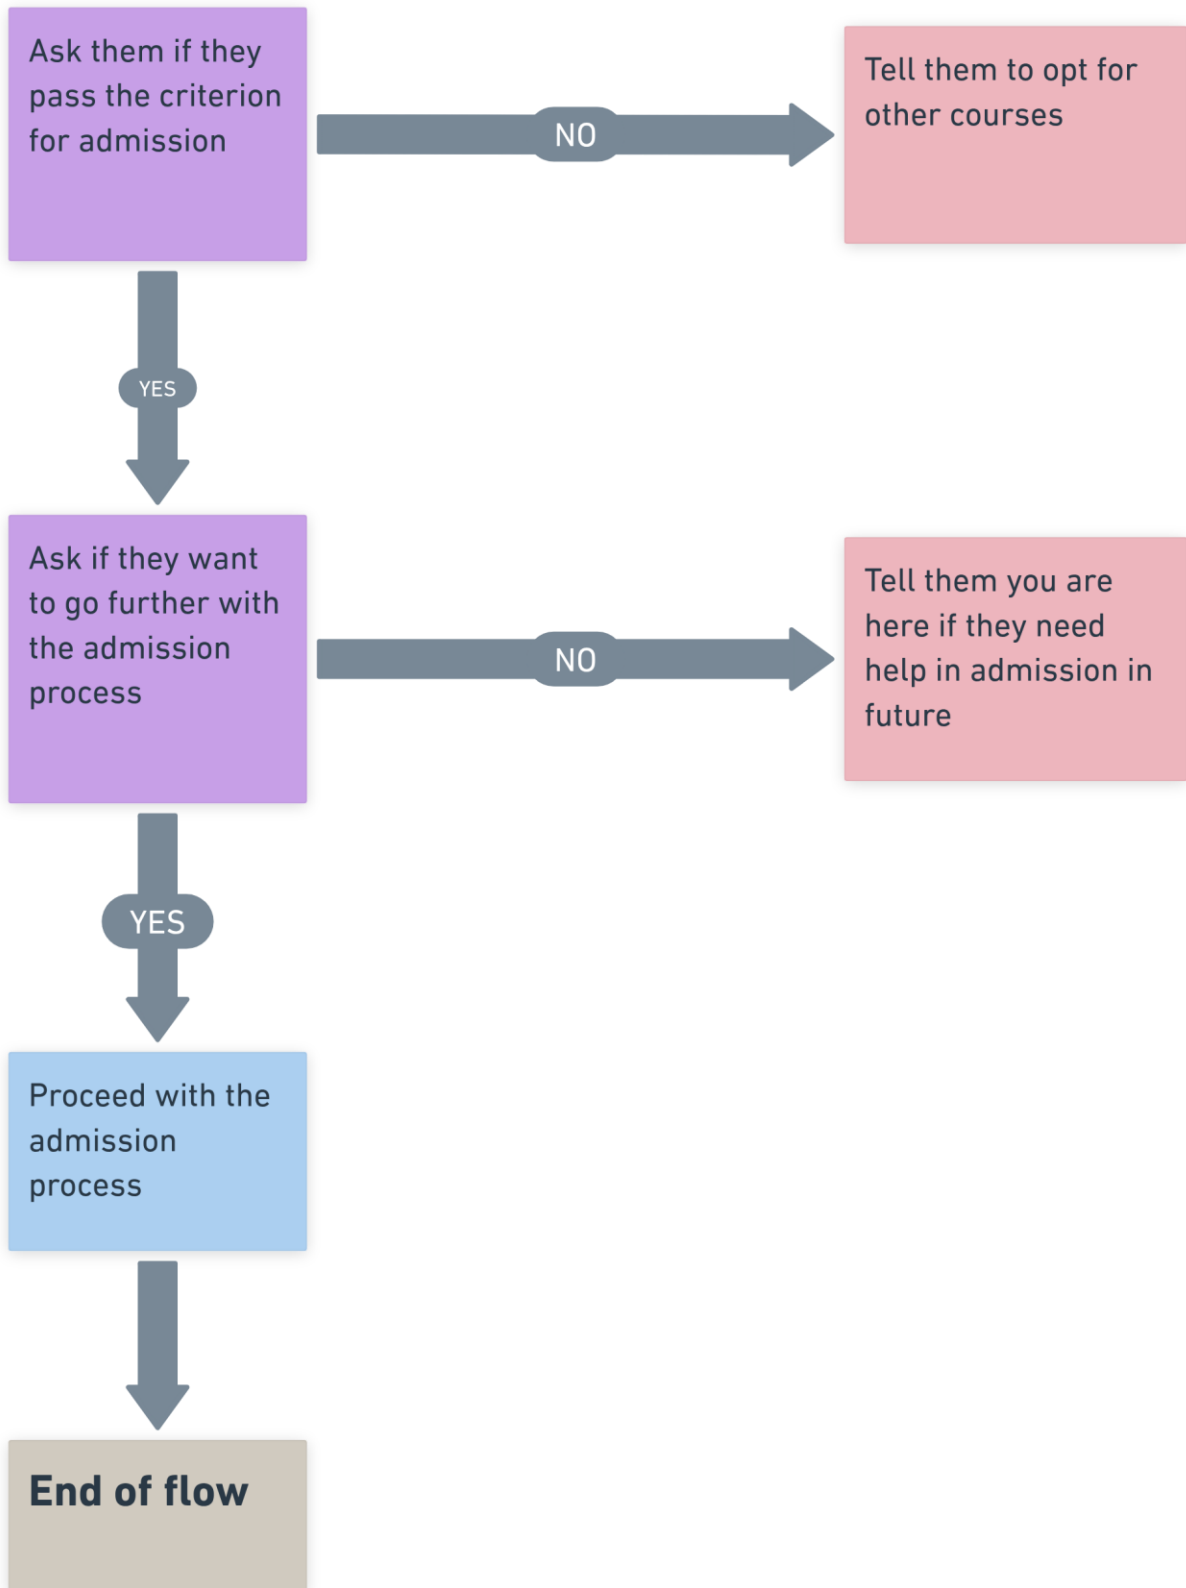 Ask them if they
pass the criterion
for admission
NO
Tell them to opt for
other courses
YES
Ask if they want
to go further with
the admission
process
NO
Tell them you are
here if they need
help in admission in
future
YES
Proceed with the
admission
process
End of flow